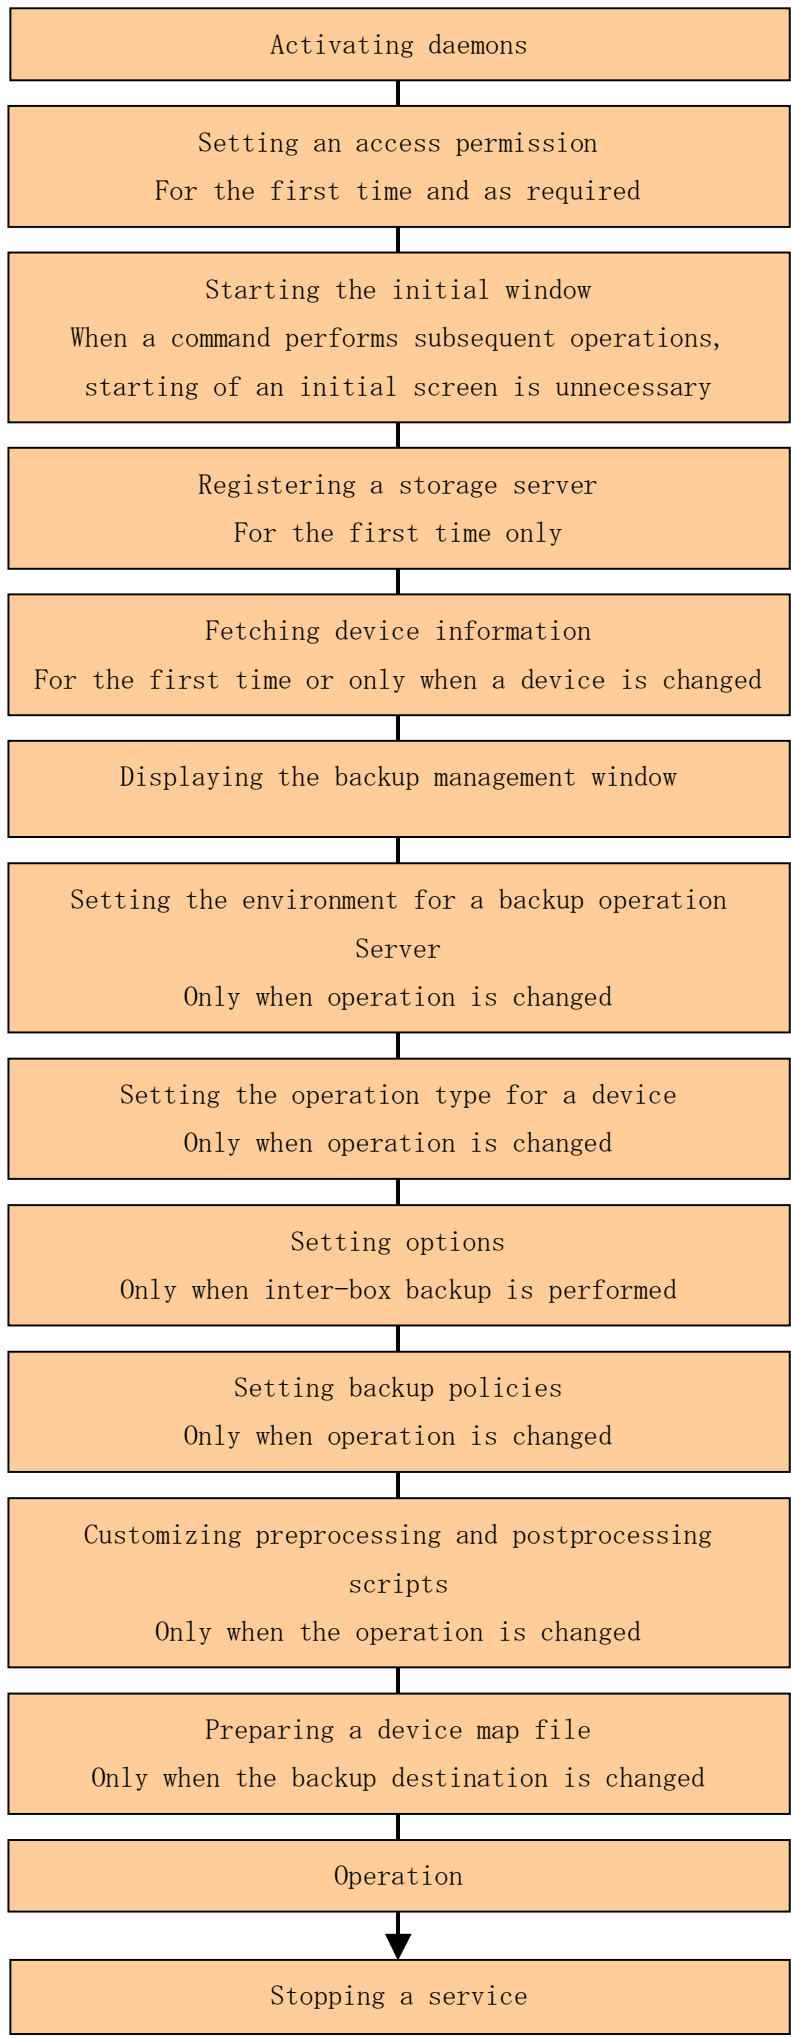 Activating daemons
Setting an access permission
For the first time and as required
Starting the initial window
When a command performs subsequent operations,
starting of an initial screen is unnecessary
Registering a storage server
For the first time only
Fetching device information
For the first time or only when a device is changed
Displaying the backup management window
Setting the environment for a backup operation
Server
Only when operation is changed
Setting the operation type for a device
Only when operation is changed
Setting options
Only when inter-box backup is performed
Setting backup policies
Only when operation is changed
Customizing preprocessing and postprocessing
scripts
Only when the operation is changed
Preparing a device map file
Only when the backup destination is changed
Operation
Stopping a service